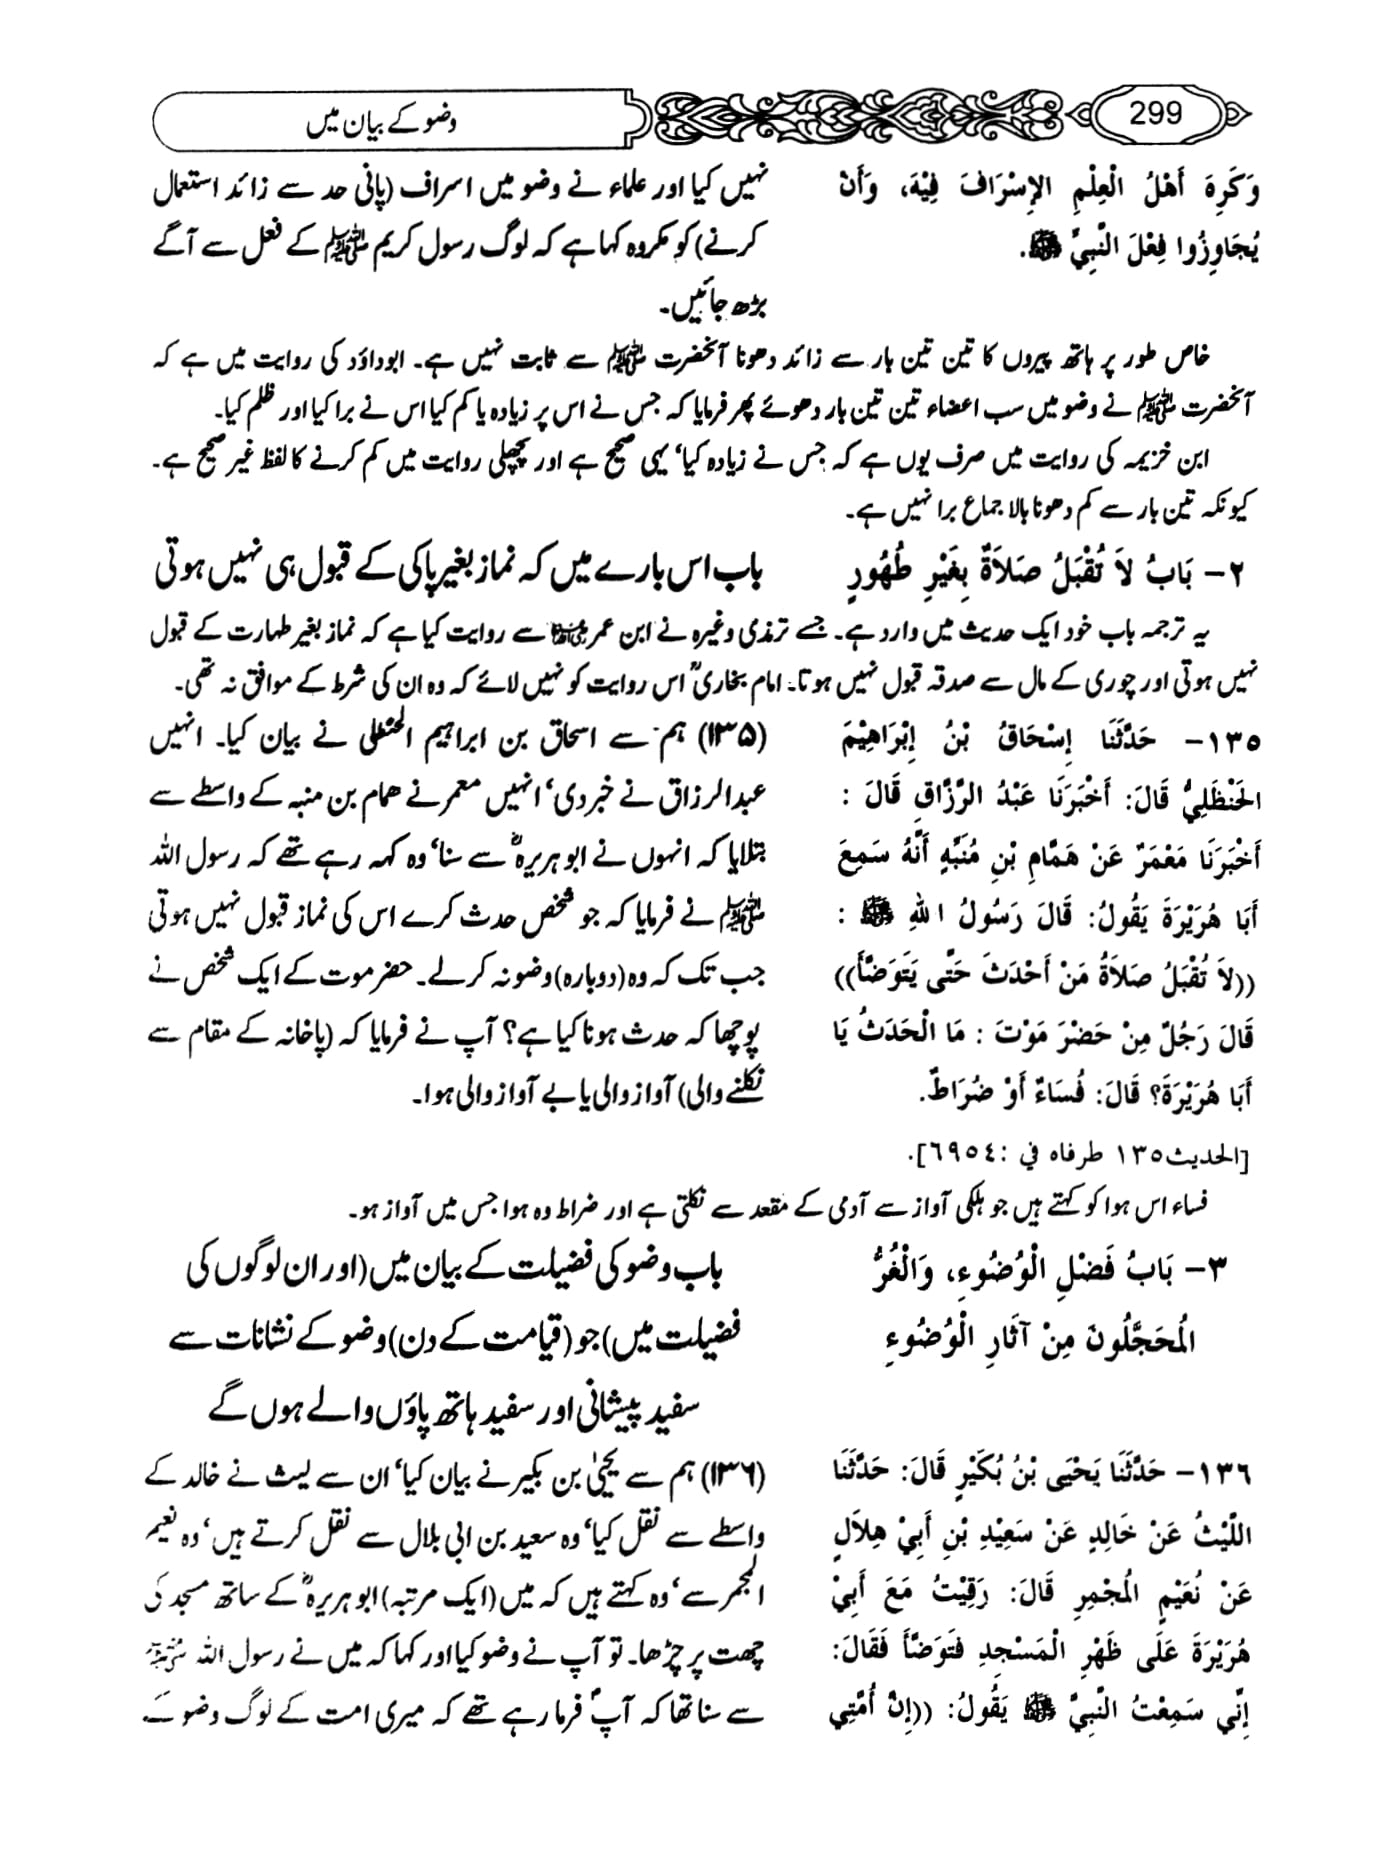 299
وضو کے بیان میں
وَكَرِهَ أَهْلُ الْعِلْمِ الإِسْرَافَ فِيْهِ، وَأَنْ
يُجَاوِزُوا فِعْلَ النَّبِيِّ ﷺ.
نہیں کیا اور علماء نے وضو میں اسراف (پانی حد سے زائد استعمال
کرنے) کو مکروہ کہا ہے کہ لوگ رسول کریم ﷺ کے فعل سے آگے
بڑھ جائیں۔
خاص طور پر ہاتھ پیروں کا تین تین بار سے زائد دھونا آنحضرت ﷺ سے ثابت نہیں ہے۔ ابوداؤد کی روایت میں ہے کہ
آنحضرت ﷺ نے وضو میں سب اعضاء تین تین بار دھوئے پھر فرمایا کہ جس نے اس پر زیادہ یا کم کیا اس نے برا کیا اور ظلم کیا۔
ابن خزیمہ کی روایت میں صرف یوں ہے کہ جس نے زیادہ کیا‘ یہی صحیح ہے اور پچھلی روایت میں کم کرنے کا لفظ غیر صحیح ہے۔
کیونکہ تین بار سے کم دھونا بالا جماع برا نہیں ہے۔
٢- بَابُ لاَ تُقْبَلُ صَلاَةٌ بِغَيْرِ طُهُورٍ
باب اس بارے میں کہ نماز بغیر پاکی کے قبول ہی نہیں ہوتی
یہ ترجمہ باب خود ایک حدیث میں وارد ہے۔ جسے ترمذی وغیرہ نے ابن عمر رضی اللہ عنہما سے روایت کیا ہے کہ نماز بغیر طہارت کے قبول
نہیں ہوتی اور چوری کے مال سے صدقہ قبول نہیں ہوتا۔ امام بخاریؒ اس روایت کو نہیں لائے کہ وہ ان کی شرط کے موافق نہ تھی۔
١٣٥- حَدَّثَنَا إِسْحَاقُ بْنُ إِبْرَاهِيْمَ
الحَنْظَلِيُّ قَالَ: أَخْبَرَنَا عَبْدُ الرَّزَّاقِ قَالَ :
أَخْبَرَنَا مَعْمَرٌ عَنْ هَمَّامِ بْنِ مُنَبِّهٍ أَنَّهُ سَمِعَ
أَبَا هُرَيْرَةَ يَقُولُ: قَالَ رَسُولُ اللهِ ﷺ :
((لاَ تُقْبَلُ صَلاَةُ مَنْ أَحْدَثَ حَتَّى يَتَوَضَّأَ))
قَالَ رَجُلٌ مِنْ حَضْرَ مَوْتَ : مَا الْحَدَثُ يَا
أَبَا هُرَيْرَةَ؟ قَالَ: فُسَاءٌ أَوْ ضُرَاطٌ.
[الحديث١٣٥ طرفاه في :٦٩٥٤].
(۱۳۵) ہم سے اسحاق بن ابراہیم الحنظلی نے بیان کیا۔ انہیں
عبدالرزاق نے خبر دی‘ انہیں معمر نے ھمام بن منبہ کے واسطے سے
بتلایا کہ انہوں نے ابو ہریرہؓ سے سنا‘ وہ کہہ رہے تھے کہ رسول اللہ
ﷺ نے فرمایا کہ جو شخص حدث کرے اس کی نماز قبول نہیں ہوتی
جب تک کہ وہ (دوبارہ) وضو نہ کر لے۔ حضر موت کے ایک شخص نے
پوچھا کہ حدث ہونا کیا ہے؟ آپ نے فرمایا کہ (پاخانہ کے مقام سے
نکلنے والی) آواز والی یا بے آواز والی ہوا۔
فساء اس ہوا کو کہتے ہیں جو ہلکی آواز سے آدمی کے مقعد سے نکلتی ہے اور ضراط وہ ہوا جس میں آواز ہو۔
٣- بَابُ فَضْلِ الْوُضُوءِ، وَالْغُرُّ
الْمُحَجَّلُونَ مِنْ آثَارِ الْوُضُوءِ
باب وضو کی فضیلت کے بیان میں (اور ان لوگوں کی
فضیلت میں) جو (قیامت کے دن) وضو کے نشانات سے
سفید پیشانی اور سفید ہاتھ پاؤں والے ہوں گے
١٣٦- حَدَّثَنَا يَحْيَى بْنُ بُكَيْرٍ قَالَ: حَدَّثَنَا
اللَّيْثُ عَنْ خَالِدٍ عَنْ سَعِيْدِ بْنِ أَبِيْ هِلاَلٍ
عَنْ نُعَيْمٍ الْمُجْمِرِ قَالَ: رَقِيْتُ مَعَ أَبِيْ
هُرَيْرَةَ عَلَى ظَهْرِ الْمَسْجِدِ فَتَوَضَّأَ فَقَالَ:
إِنِّي سَمِعْتُ النَّبِيَّ ﷺ يَقُولُ: ((إِنَّ أُمَّتِي
(۱۳۶) ہم سے یحییٰ بن بکیر نے بیان کیا‘ ان سے لیث نے خالد کے
واسطے سے نقل کیا‘ وہ سعید بن ابی ہلال سے نقل کرتے ہیں‘ وہ نعیم
المجمر سے‘ وہ کہتے ہیں کہ میں (ایک مرتبہ) ابو ہریرہؓ کے ساتھ مسجد کی
چھت پر چڑھا۔ تو آپ نے وضو کیا اور کہا کہ میں نے رسول اللہ ﷺ
سے سنا تھا کہ آپؐ فرما رہے تھے کہ میری امت کے لوگ وضو کے